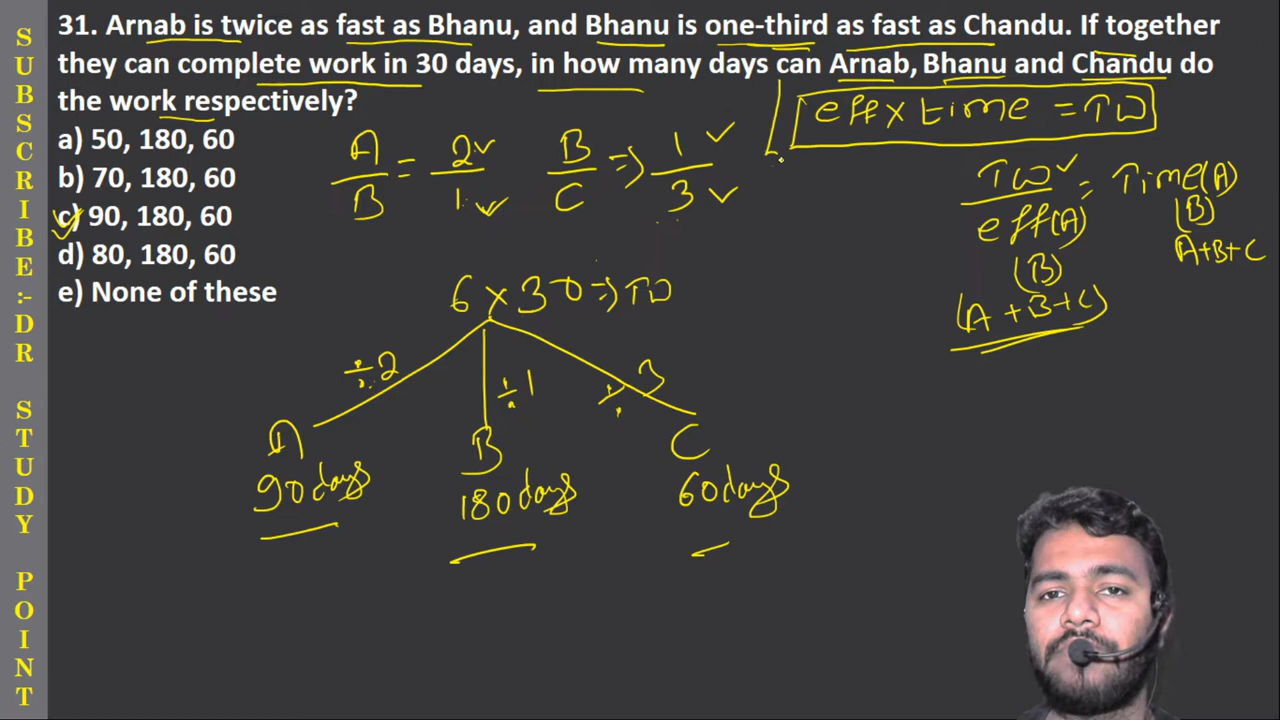 SUBSCRIBE:-DR STUDY POINT
31. Arnab is twice as fast as Bhanu, and Bhanu is one-third as fast as Chandu. If together
they can complete work in 30 days, in how many days can Arnab, Bhanu and Chandu do
the work respectively?
a) 50, 180, 60
b) 70, 180, 60
c) 90, 180, 60
d) 80, 180, 60
e) None of these
eff x time = TW
A/B = 2/1 B/C => 1/3
TW/eff(A) = Time(A)
(B) (B)
(A+B+C) A+B+C
6 x 30 => TW
÷2 ÷1 ÷3
A B C
90 days 180 days 60 days